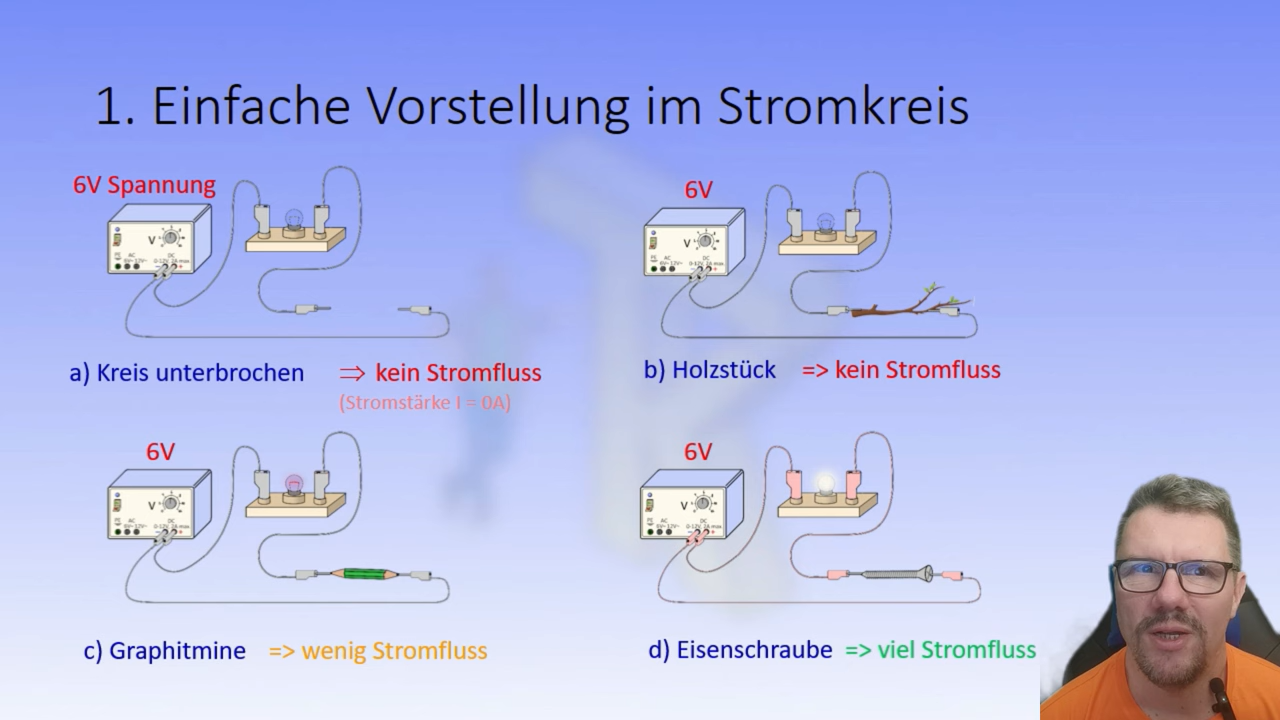 1. Einfache Vorstellung im Stromkreis
6V Spannung
6V
a) Kreis unterbrochen ⇒ kein Stromfluss
(Stromstärke I = 0A)
b) Holzstück => kein Stromfluss
6V
6V
c) Graphitmine => wenig Stromfluss
d) Eisenschraube => viel Stromfluss